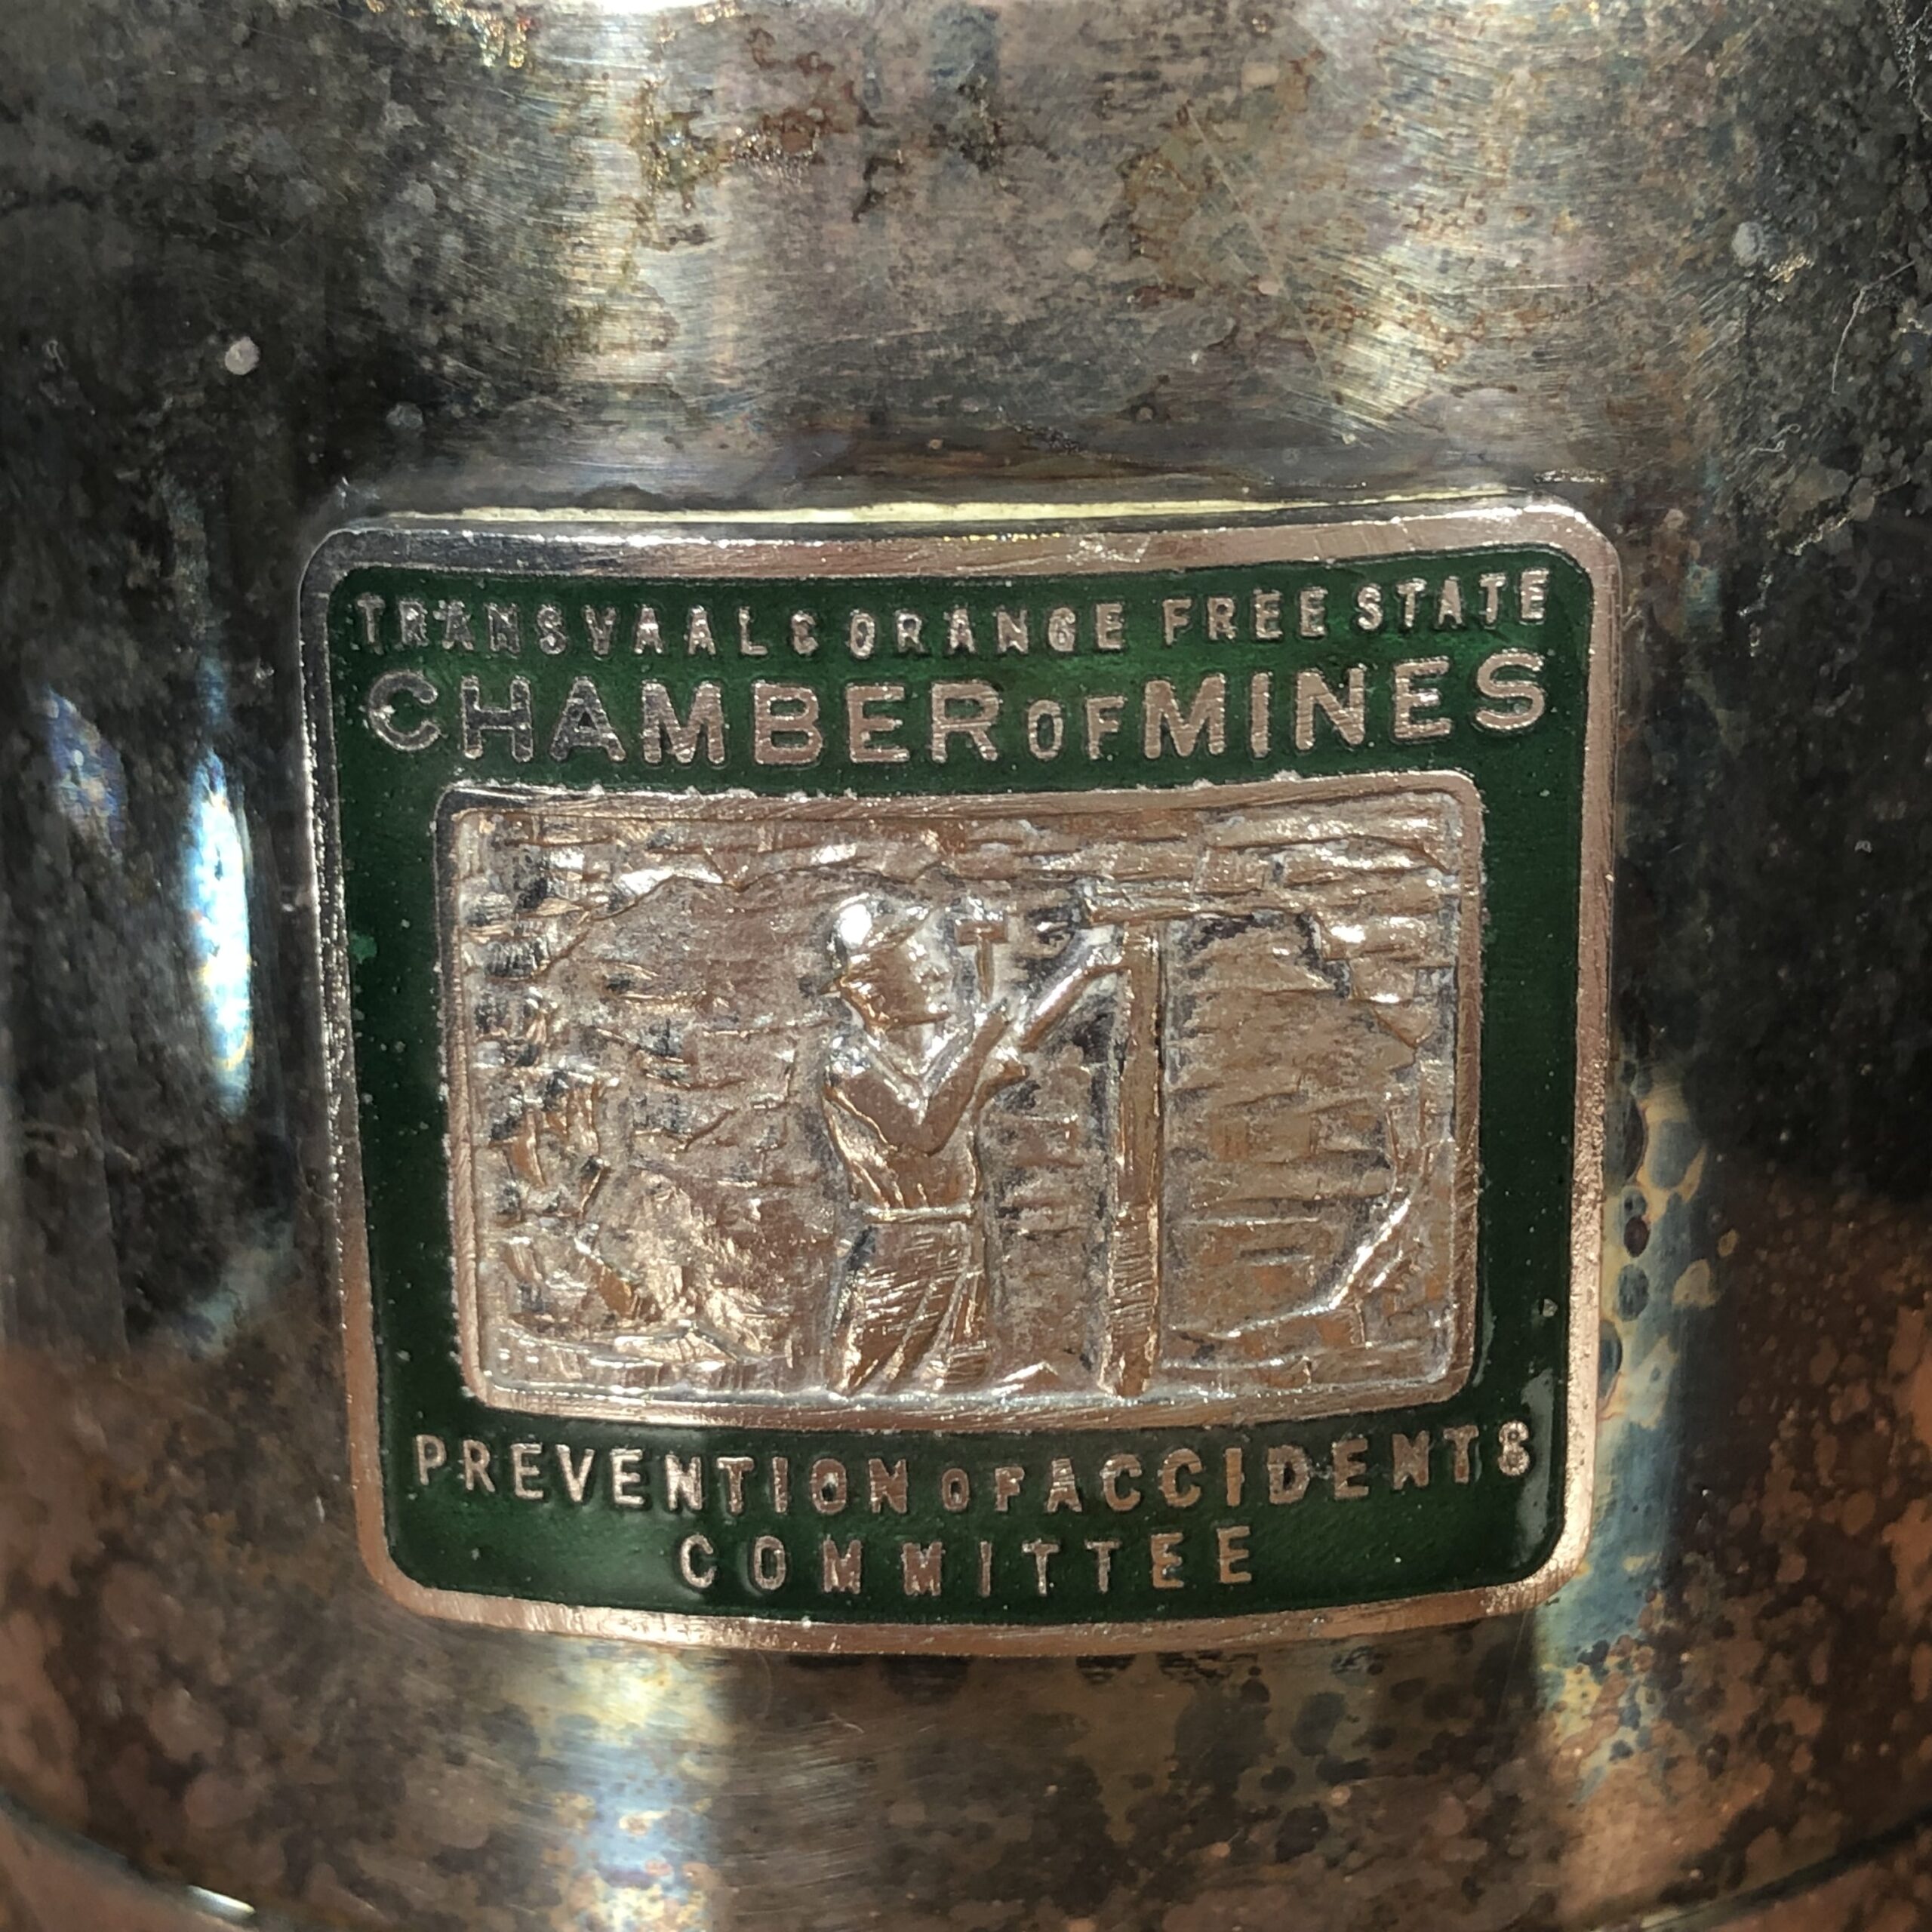 TRANSVAAL & ORANGE FREE STATE
CHAMBER OF MINES
PREVENTION OF ACCIDENTS
COMMITTEE